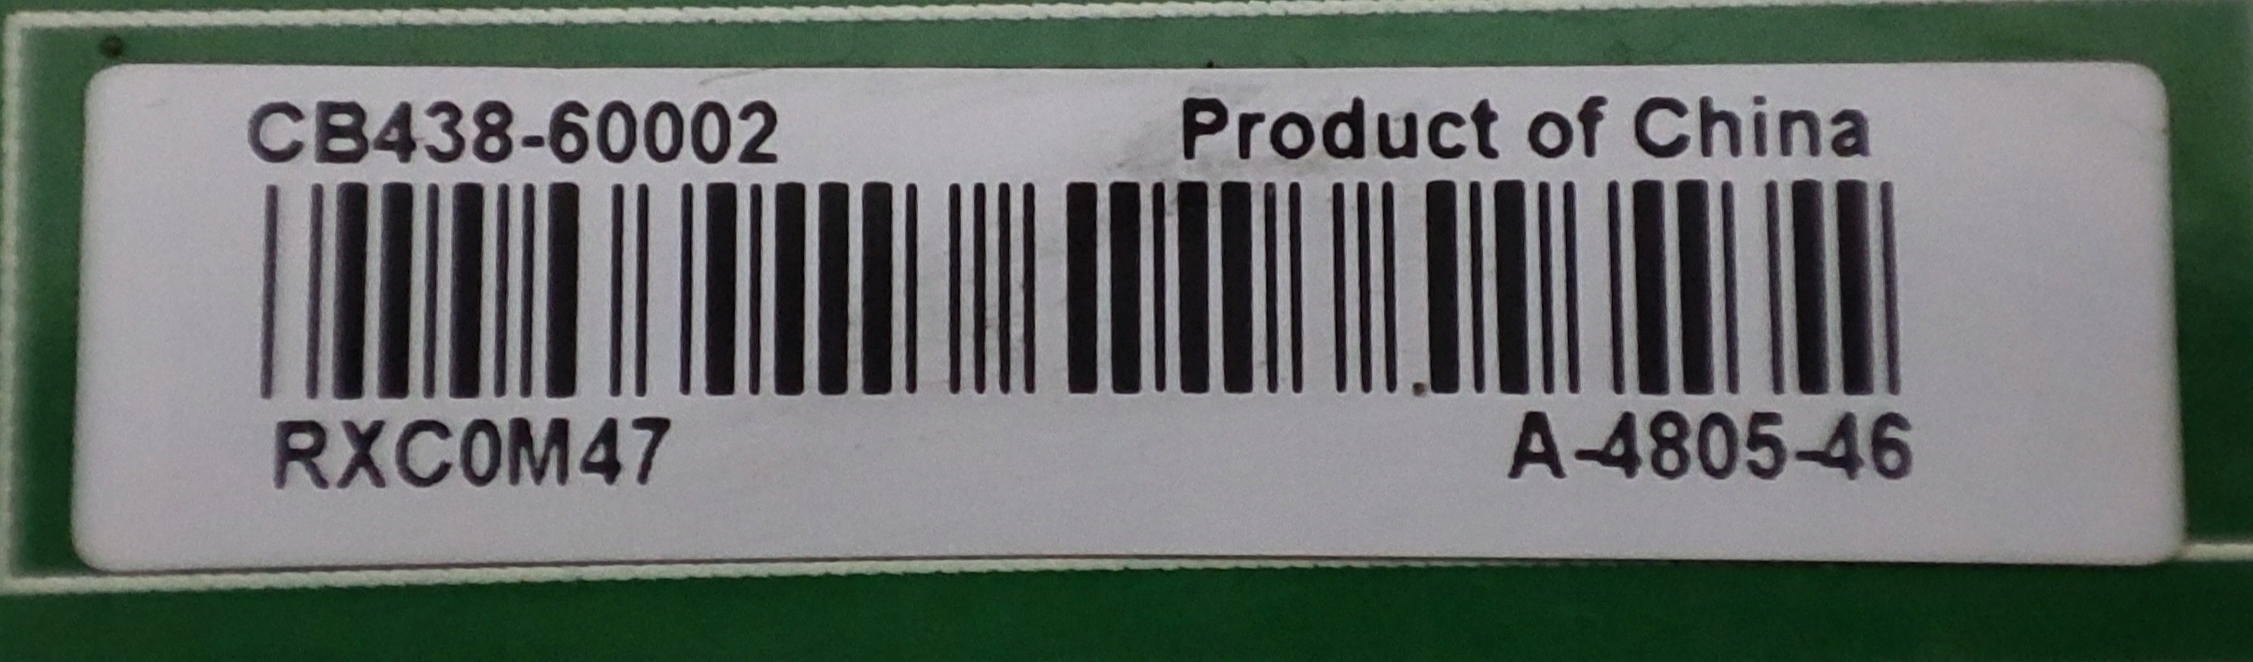 CB438-60002 Product of China
RXC0M47 A-4805-46